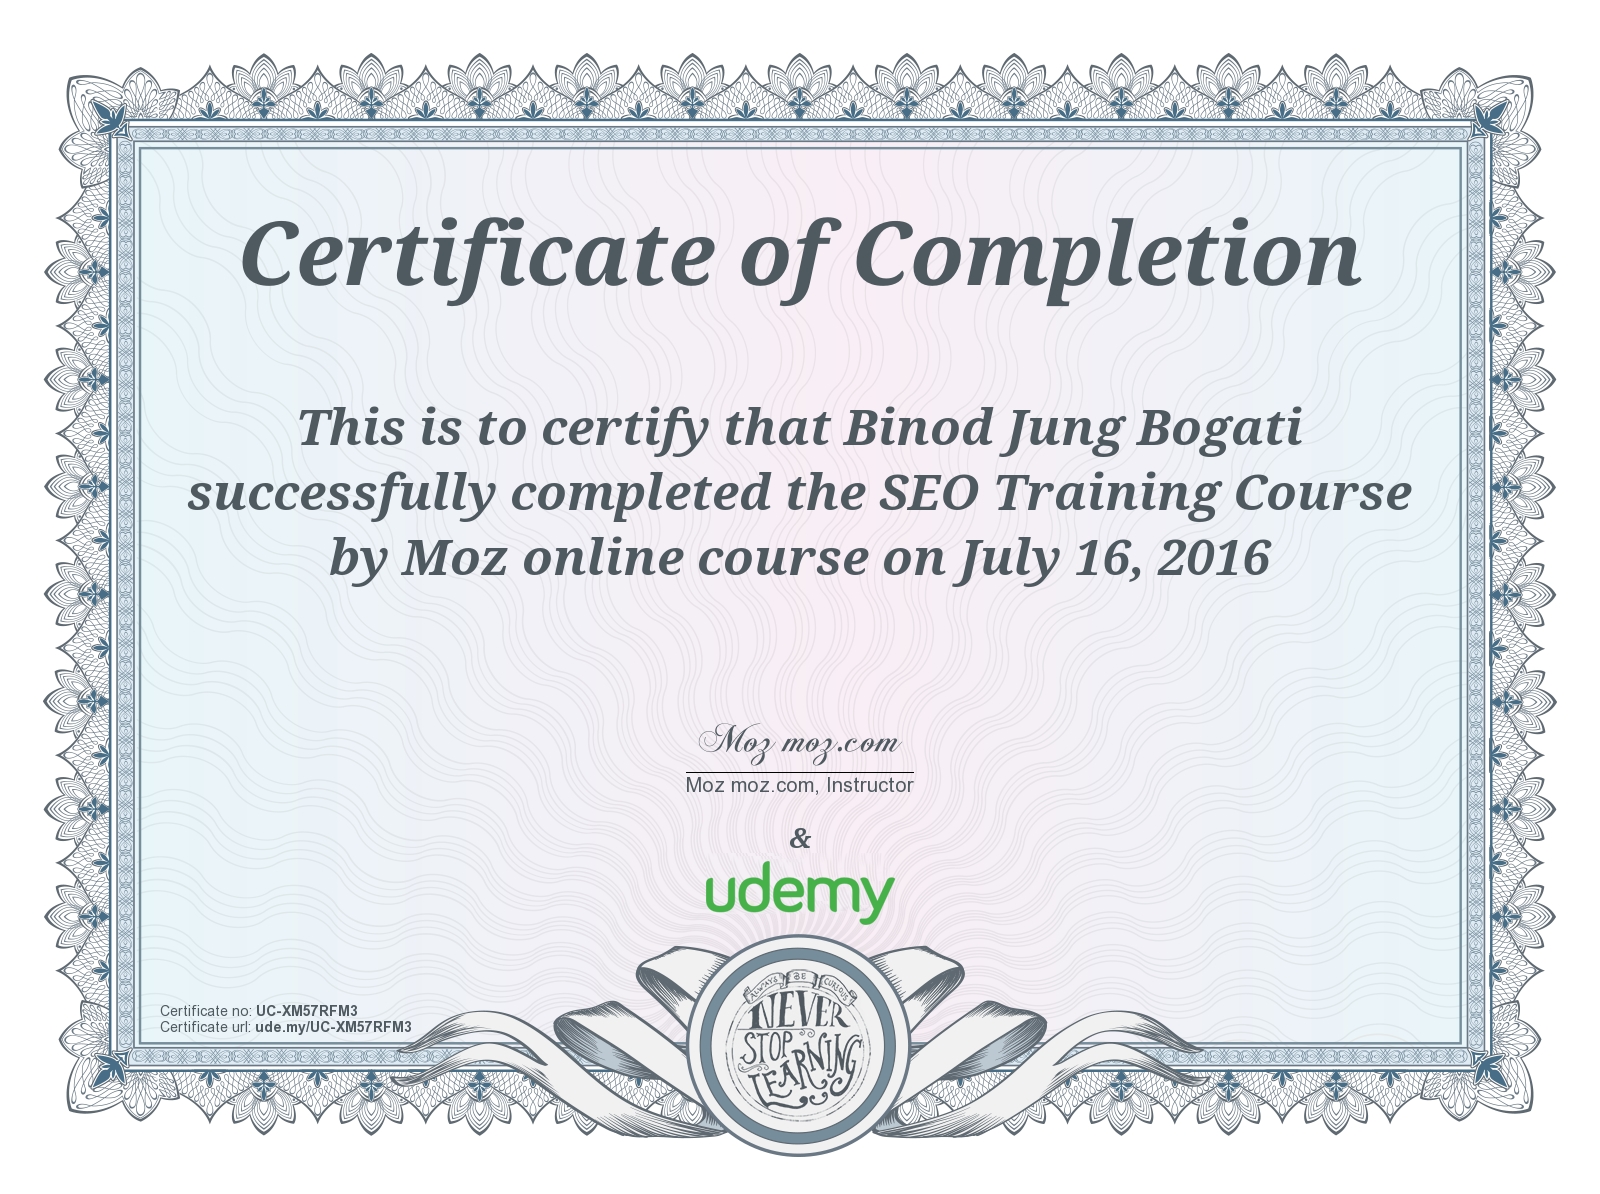 Certificate of Completion
This is to certify that Binod Jung Bogati
successfully completed the SEO Training Course
by Moz online course on July 16, 2016
Moz moz.com
Moz moz.com, Instructor
&
udemy
Certificate no: UC-XM57RFM3
Certificate url: ude.my/UC-XM57RFM3
ALWAYS BE CURIOUS
NEVER
STOP
LEARNING